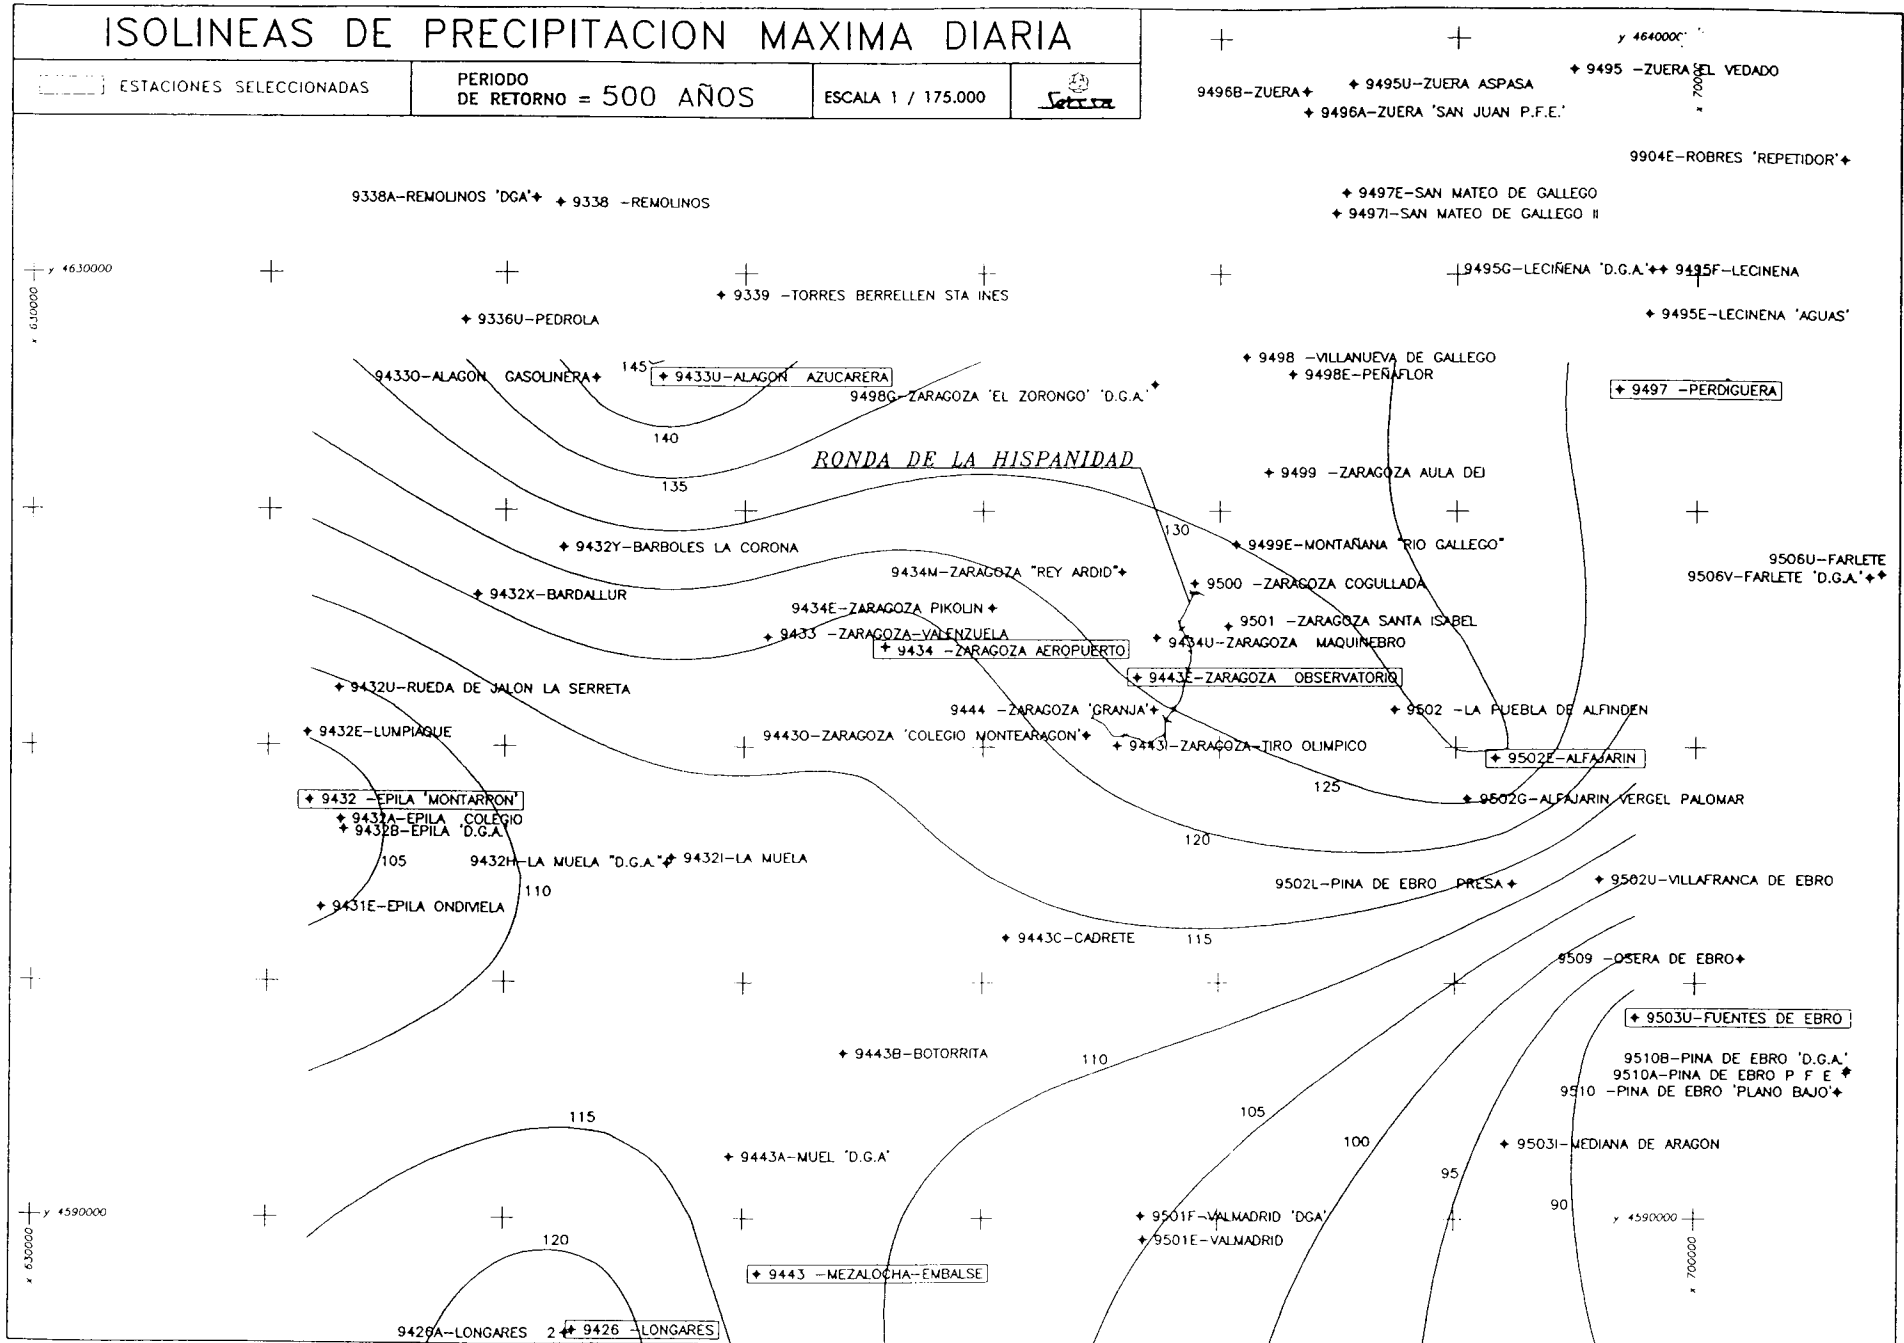 ISOLINEAS DE PRECIPITACION MAXIMA DIARIA
ESTACIONES SELECCIONADAS
PERIODO
DE RETORNO = 500 AÑOS
ESCALA 1 / 175.000
y 4640000
x 70000
9495 -ZUERA EL VEDADO
9496B-ZUERA
9495U-ZUERA ASPASA
9496A-ZUERA 'SAN JUAN P.F.E.'
9904E-ROBRES 'REPETIDOR'
9338A-REMOLINOS 'DGA'
9338 -REMOLINOS
9497E-SAN MATEO DE GALLEGO
9497I-SAN MATEO DE GALLEGO II
y 4630000
x 630000
9495G-LECIÑENA 'D.G.A.'
9495F-LECINENA
9339 -TORRES BERRELLEN STA INES
9336U-PEDROLA
9495E-LECINENA 'AGUAS'
9498 -VILLANUEVA DE GALLEGO
9433O-ALAGON GASOLINERA
145
9433U-ALAGON AZUCARERA
9498E-PEÑAFLOR
9498G-ZARAGOZA 'EL ZORONGO' 'D.G.A.'
9497 -PERDIGUERA
140
RONDA DE LA HISPANIDAD
9499 -ZARAGOZA AULA DEI
135
130
9432Y-BARBOLES LA CORONA
9499E-MONTAÑANA "RIO GALLEGO"
9506U-FARLETE
9434M-ZARAGOZA "REY ARDID"
9506V-FARLETE 'D.G.A.'
9500 -ZARAGOZA COGULLADA
9432X-BARDALLUR
9434E-ZARAGOZA PIKOLIN
9501 -ZARAGOZA SANTA ISABEL
9433 -ZARAGOZA-VALENZUELA
9434U-ZARAGOZA MAQUINEBRO
9434 -ZARAGOZA AEROPUERTO
9443E-ZARAGOZA OBSERVATORIO
9432U-RUEDA DE JALON LA SERRETA
9444 -ZARAGOZA 'GRANJA'
9502 -LA PUEBLA DE ALFINDEN
9432E-LUMPIAQUE
9443O-ZARAGOZA 'COLEGIO MONTEARAGON'
9443I-ZARAGOZA-TIRO OLIMPICO
9502E-ALFAJARIN
125
9432 -EPILA 'MONTARRON'
9502G-ALFAJARIN VERGEL PALOMAR
9432A-EPILA COLEGIO
9432B-EPILA 'D.G.A.'
120
105
9432H-LA MUELA "D.G.A."
9432I-LA MUELA
110
9502L-PINA DE EBRO PRESA
9502U-VILLAFRANCA DE EBRO
9431E-EPILA ONDIVIELA
9443C-CADRETE
115
9509 -OSERA DE EBRO
9503U-FUENTES DE EBRO
9443B-BOTORRITA
110
9510B-PINA DE EBRO 'D.G.A.'
9510A-PINA DE EBRO P F E
9510 -PINA DE EBRO 'PLANO BAJO'
115
105
100
9503I-MEDIANA DE ARAGON
9443A-MUEL 'D.G.A'
95
90
y 4590000
x 630000
9501F-VALMADRID 'DGA'
y 4590000
x 700000
120
9501E-VALMADRID
9443 -MEZALOCHA-EMBALSE
9426A-LONGARES 2
9426 -LONGARES